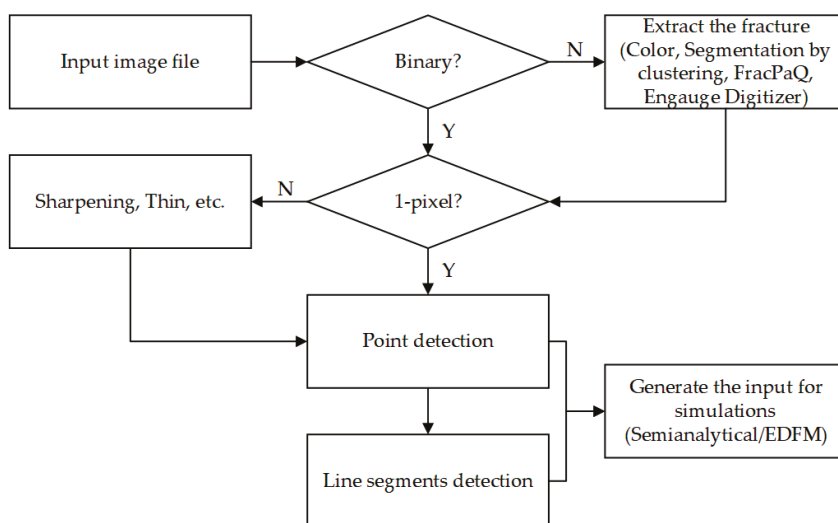 Input image file
Binary?
N
Extract the fracture
(Color, Segmentation by
clustering, FracPaQ,
Engauge Digitizer)
Y
Sharpening, Thin, etc.
N
1-pixel?
Y
Point detection
Generate the input for
simulations
(Semianalytical/EDFM)
Line segments detection